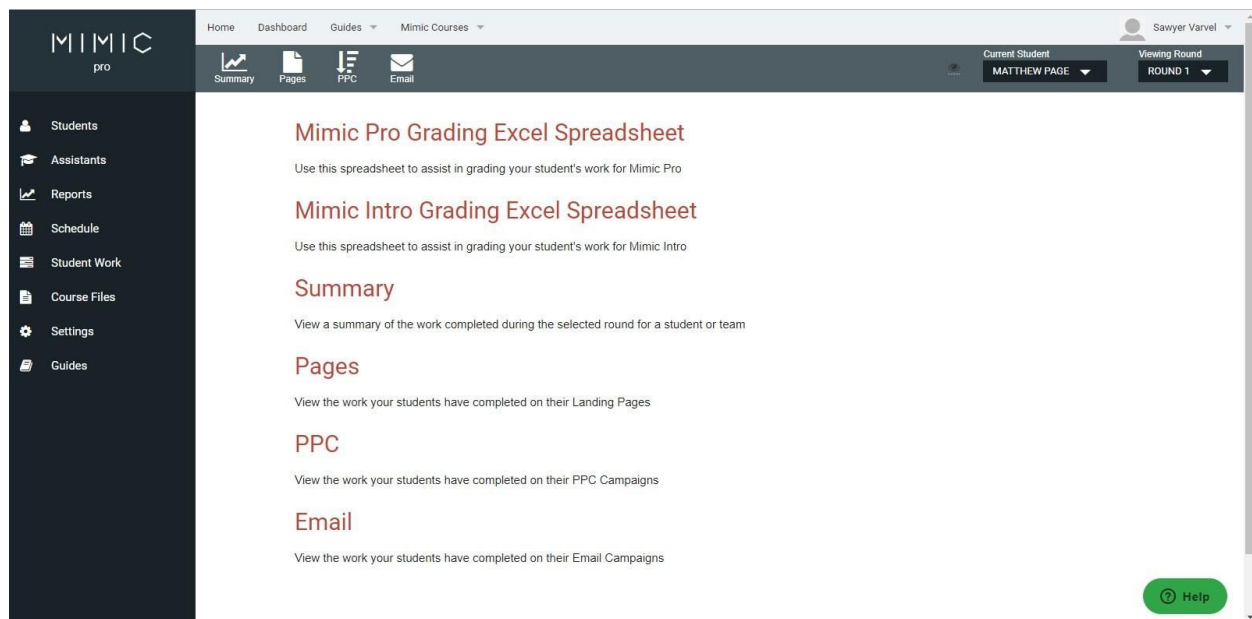 MIMIC
pro
Home Dashboard Guides Mimic Courses Sawyer Varvel
Summary Pages PPC Email
Current Student
MATTHEW PAGE
Viewing Round
ROUND 1
Students
Assistants
Reports
Schedule
Student Work
Course Files
Settings
Guides
Mimic Pro Grading Excel Spreadsheet
Use this spreadsheet to assist in grading your student's work for Mimic Pro
Mimic Intro Grading Excel Spreadsheet
Use this spreadsheet to assist in grading your student's work for Mimic Intro
Summary
View a summary of the work completed during the selected round for a student or team
Pages
View the work your students have completed on their Landing Pages
PPC
View the work your students have completed on their PPC Campaigns
Email
View the work your students have completed on their Email Campaigns
Help